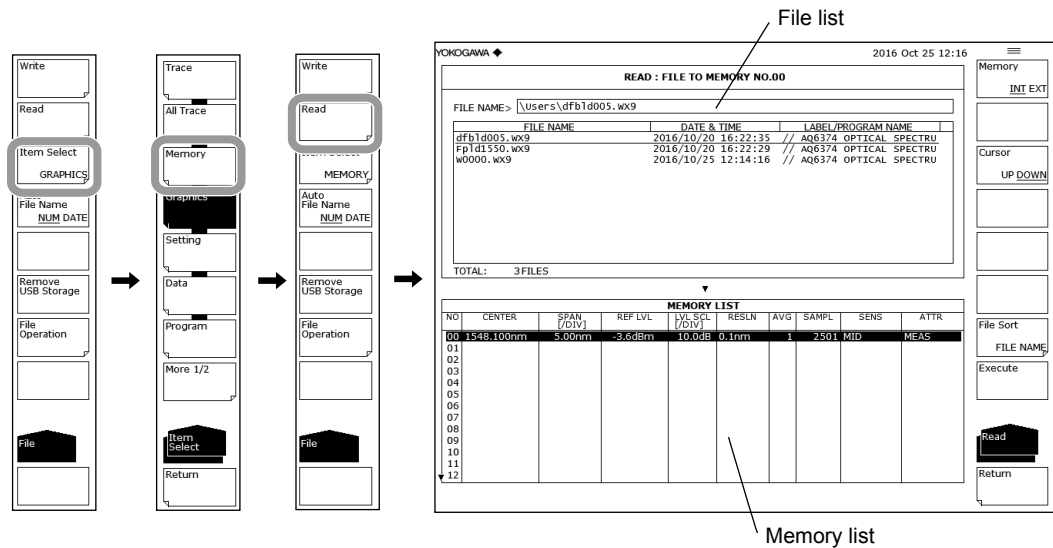 File list
Write
Read
Item Select
GRAPHICS
File Name
NUM DATE
Remove
USB Storage
File
Operation
File
Trace
All Trace
Memory
Graphics
Setting
Data
Program
More 1/2
Item
Select
Return
Write
Read
Item Select
MEMORY
Auto
File Name
NUM DATE
Remove
USB Storage
File
Operation
File
YOKOGAWA
2016 Oct 25 12:16
READ : FILE TO MEMORY NO.00
FILE NAME> \Users\dfbld005.WX9
FILE NAME DATE & TIME LABEL/PROGRAM NAME
dfbld005.WX9 2016/10/20 16:22:35 // AQ6374 OPTICAL SPECTRU
Fpld1550.WX9 2016/10/20 16:22:29 // AQ6374 OPTICAL SPECTRU
W0000.WX9 2016/10/25 12:14:16 // AQ6374 OPTICAL SPECTRU
TOTAL: 3FILES
MEMORY LIST
NO CENTER SPAN [/DIV] REF LVL LVL SCL [/DIV] RESLN AVG SAMPL SENS ATTR
00 1548.100nm 5.00nm -3.6dBm 10.0dB 0.1nm 1 2501 MID MEAS
01
02
03
04
05
06
07
08
09
10
11
12
Memory
INT EXT
Cursor
UP DOWN
File Sort
FILE NAME
Execute
Read
Return
Memory list